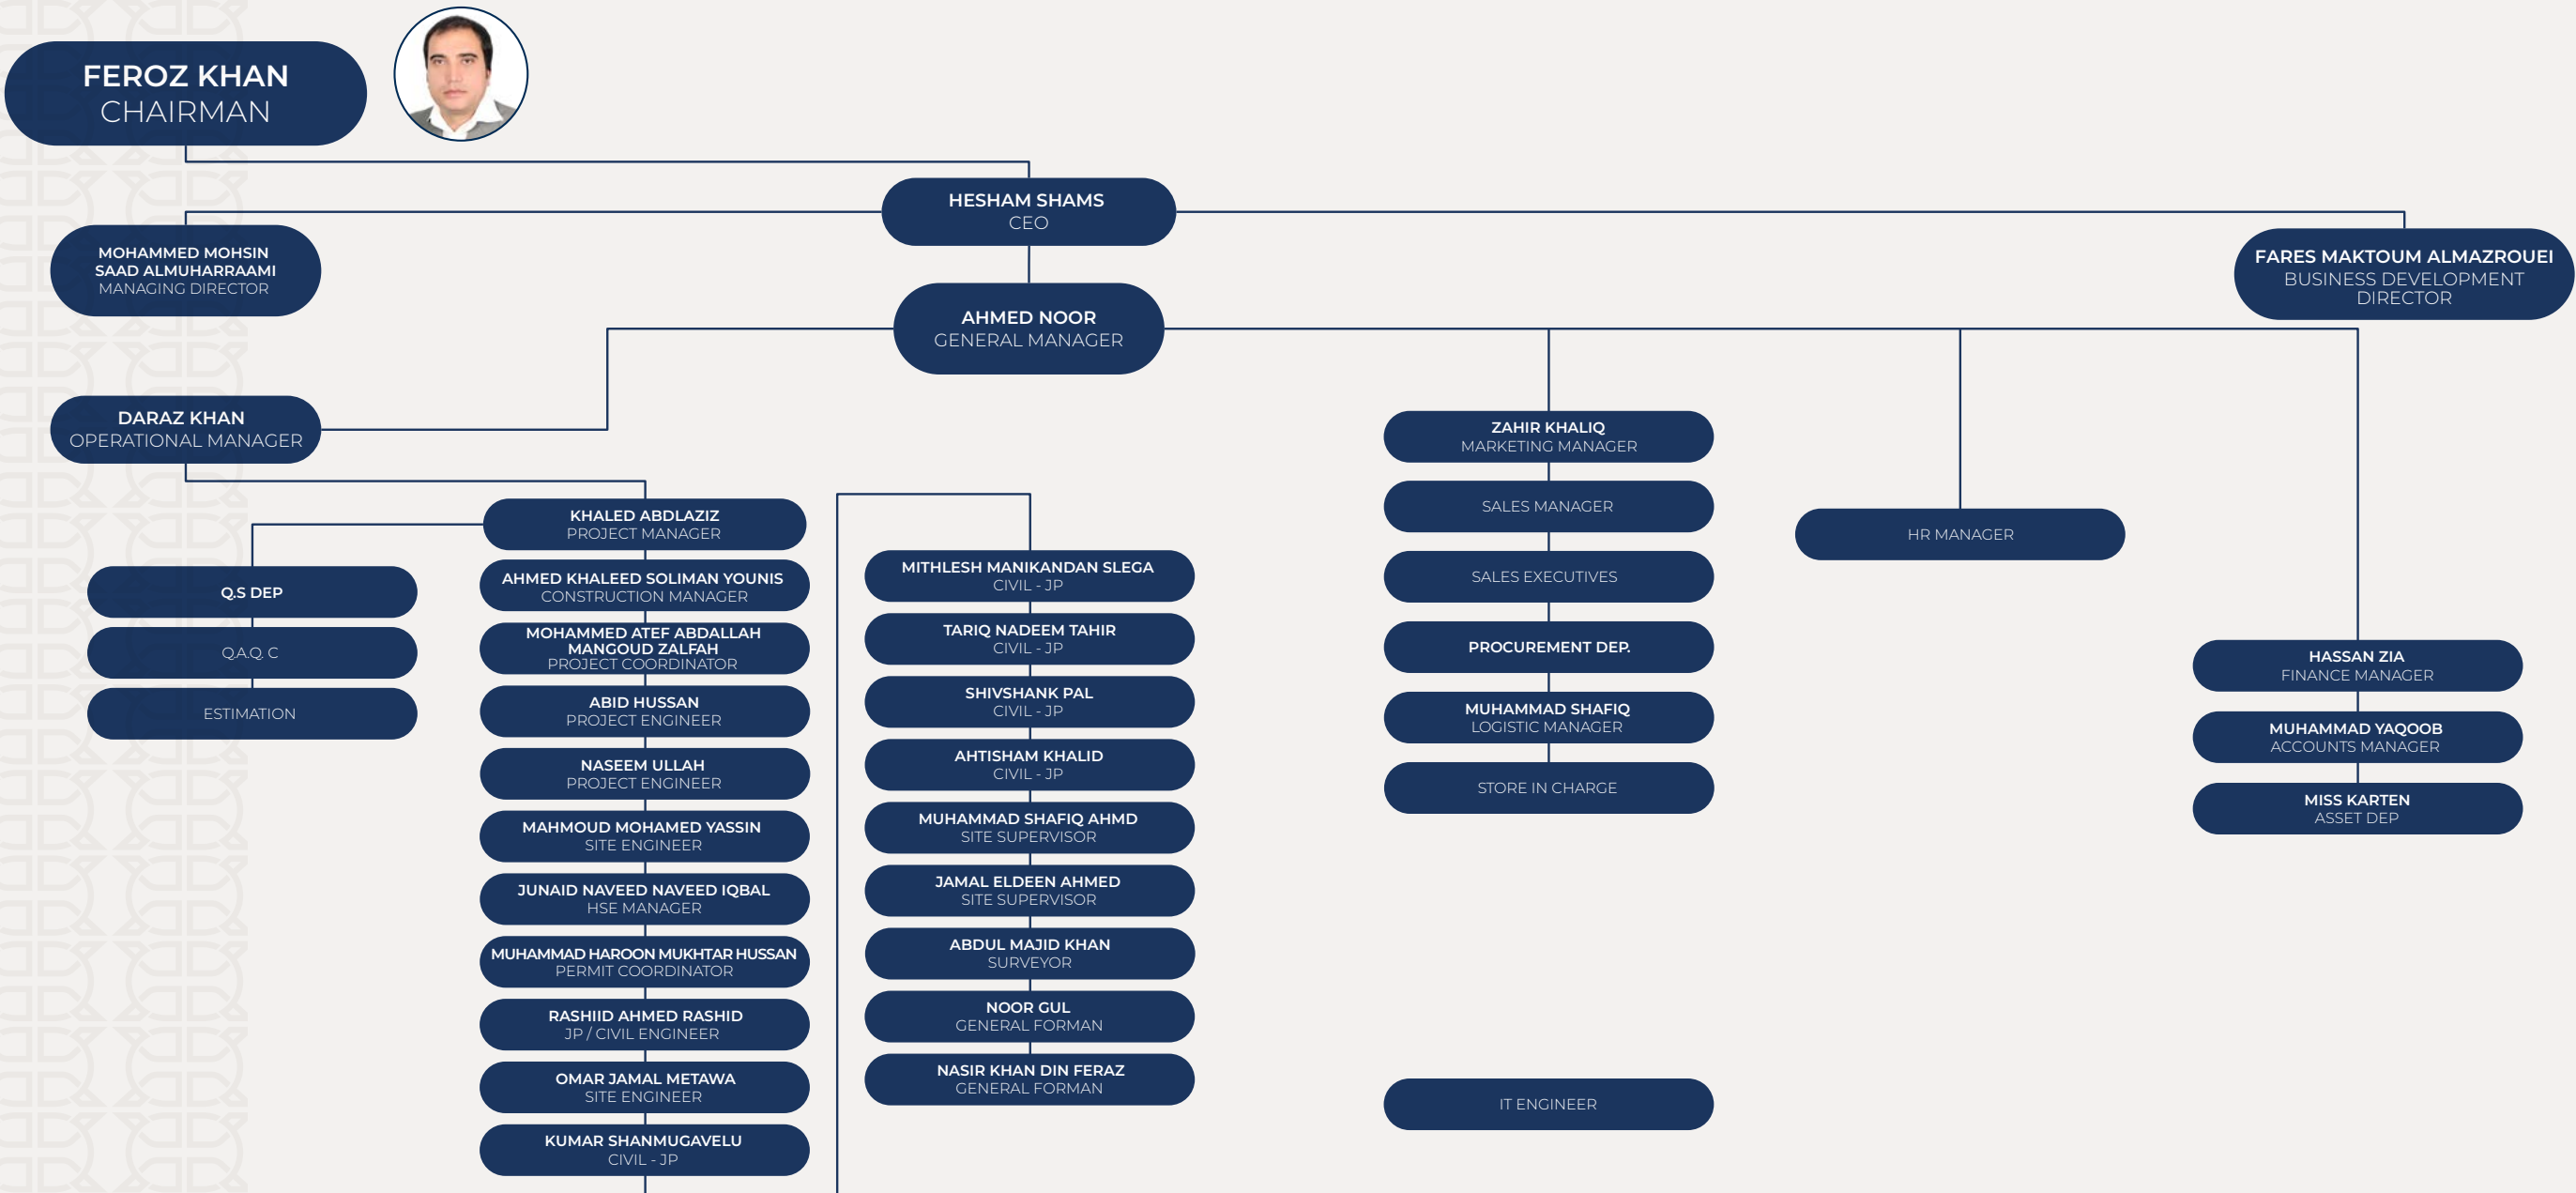 FEROZ KHAN
CHAIRMAN
HESHAM SHAMS
CEO
MOHAMMED MOHSIN
SAAD ALMUHARRAAMI
MANAGING DIRECTOR
FARES MAKTOUM ALMAZROUEI
BUSINESS DEVELOPMENT
DIRECTOR
AHMED NOOR
GENERAL MANAGER
DARAZ KHAN
OPERATIONAL MANAGER
KHALED ABDLAZIZ
PROJECT MANAGER
Q.S DEP
Q.A.Q. C
ESTIMATION
AHMED KHALEED SOLIMAN YOUNIS
CONSTRUCTION MANAGER
MOHAMMED ATEF ABDALLAH
MANGOUD ZALFAH
PROJECT COORDINATOR
ABID HUSSAN
PROJECT ENGINEER
NASEEM ULLAH
PROJECT ENGINEER
MAHMOUD MOHAMED YASSIN
SITE ENGINEER
JUNAID NAVEED NAVEED IQBAL
HSE MANAGER
MUHAMMAD HAROON MUKHTAR HUSSAN
PERMIT COORDINATOR
RASHIID AHMED RASHID
JP / CIVIL ENGINEER
OMAR JAMAL METAWA
SITE ENGINEER
KUMAR SHANMUGAVELU
CIVIL - JP
MITHLESH MANIKANDAN SLEGA
CIVIL - JP
TARIQ NADEEM TAHIR
CIVIL - JP
SHIVSHANK PAL
CIVIL - JP
AHTISHAM KHALID
CIVIL - JP
MUHAMMAD SHAFIQ AHMD
SITE SUPERVISOR
JAMAL ELDEEN AHMED
SITE SUPERVISOR
ABDUL MAJID KHAN
SURVEYOR
NOOR GUL
GENERAL FORMAN
NASIR KHAN DIN FERAZ
GENERAL FORMAN
ZAHIR KHALIQ
MARKETING MANAGER
SALES MANAGER
SALES EXECUTIVES
PROCUREMENT DEP.
MUHAMMAD SHAFIQ
LOGISTIC MANAGER
STORE IN CHARGE
IT ENGINEER
HR MANAGER
HASSAN ZIA
FINANCE MANAGER
MUHAMMAD YAQOOB
ACCOUNTS MANAGER
MISS KARTEN
ASSET DEP